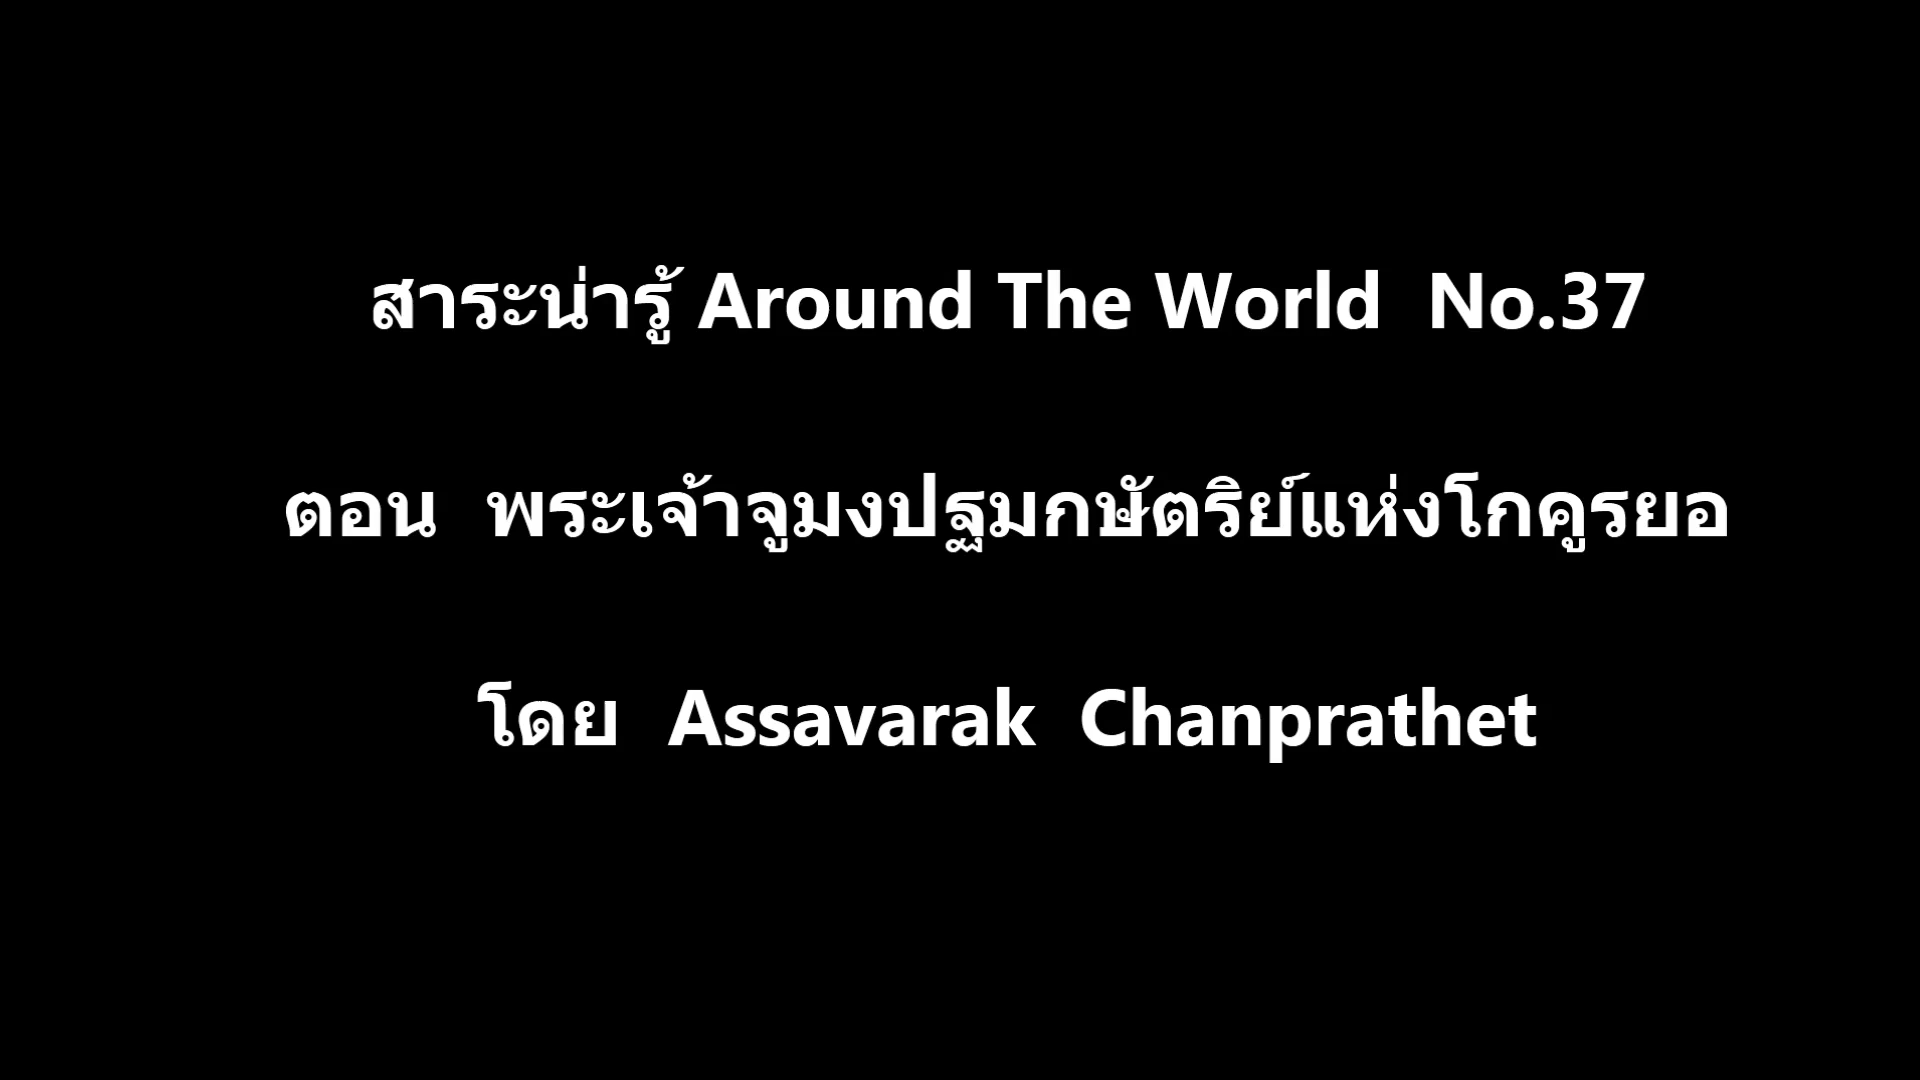 สาระน่ารู้ Around The World No.37
ตอน พระเจ้าจูมงปฐมกษัตริย์แห่งโกคูรยอ
โดย Assavarak Chanprathet